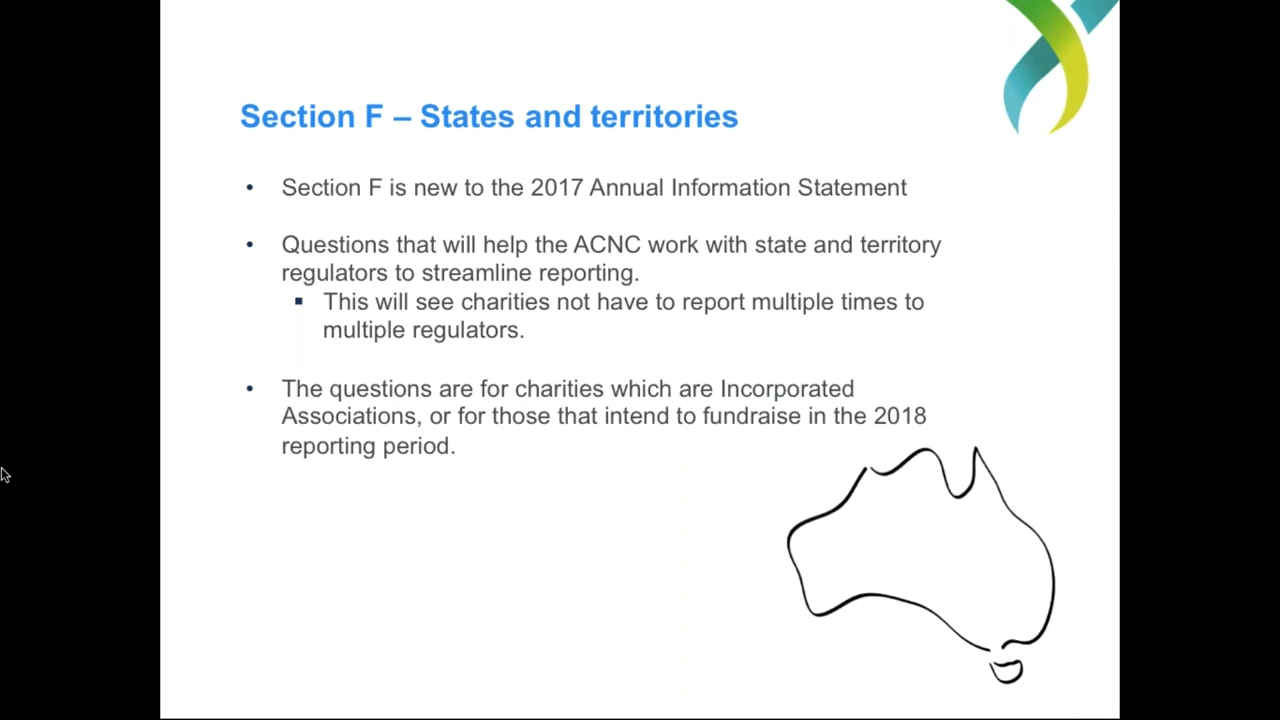 Section F – States and territories
• Section F is new to the 2017 Annual Information Statement
• Questions that will help the ACNC work with state and territory
regulators to streamline reporting.
▪ This will see charities not have to report multiple times to
multiple regulators.
• The questions are for charities which are Incorporated
Associations, or for those that intend to fundraise in the 2018
reporting period.